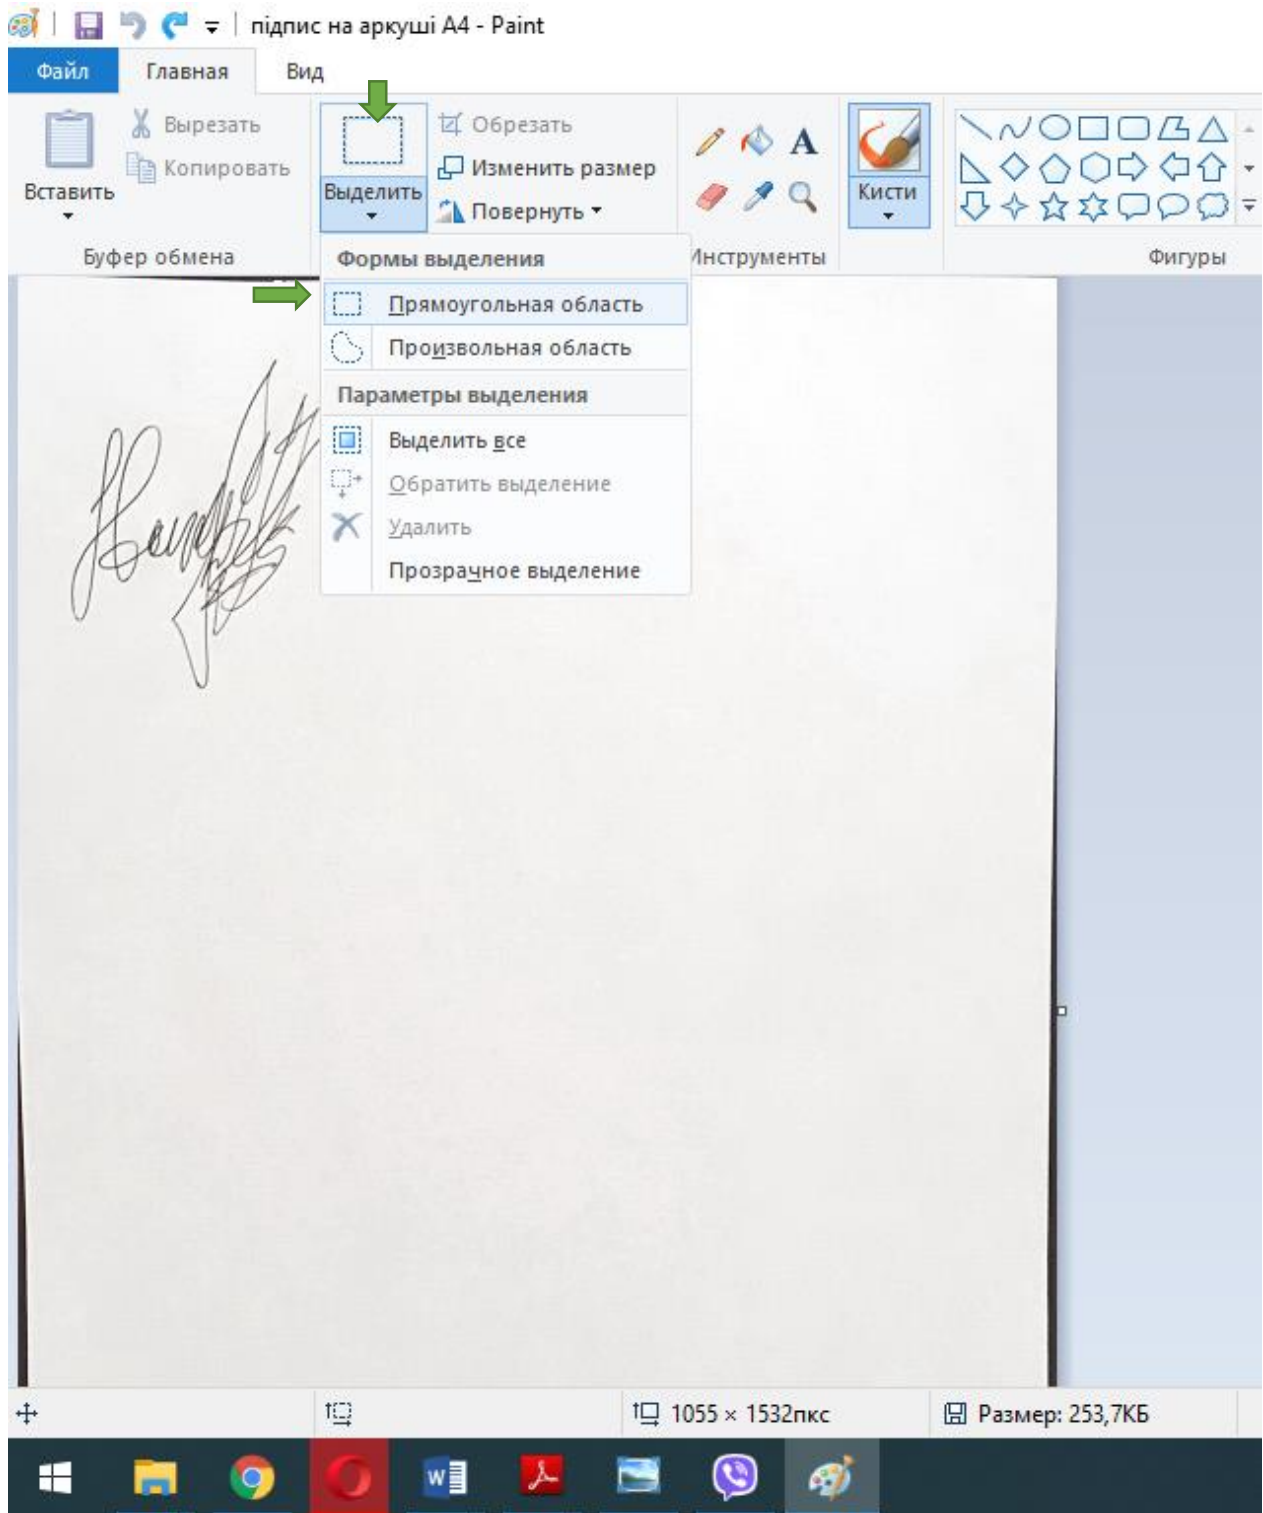 підпис на аркуші А4 - Paint
Файл Главная Вид
Вставить
Вырезать
Копировать
Буфер обмена
Выделить
Обрезать
Изменить размер
Повернуть
A
Инструменты
Кисти
Фигуры
Формы выделения
Прямоугольная область
Произвольная область
Параметры выделения
Выделить все
Обратить выделение
Удалить
Прозрачное выделение
1055 × 1532пкс
Размер: 253,7КБ
W